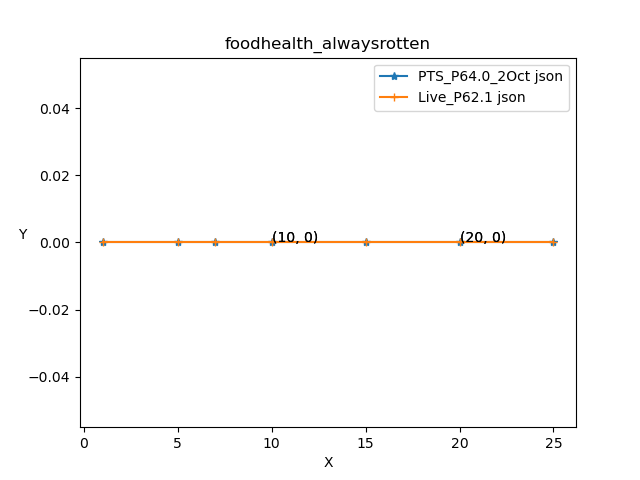 foodhealth_alwaysrotten
PTS_P64.0_2Oct json
Live_P62.1 json
0.04
0.02
Y
0.00
(10, 0)
(20, 0)
−0.02
−0.04
0
5
10
15
20
25
X